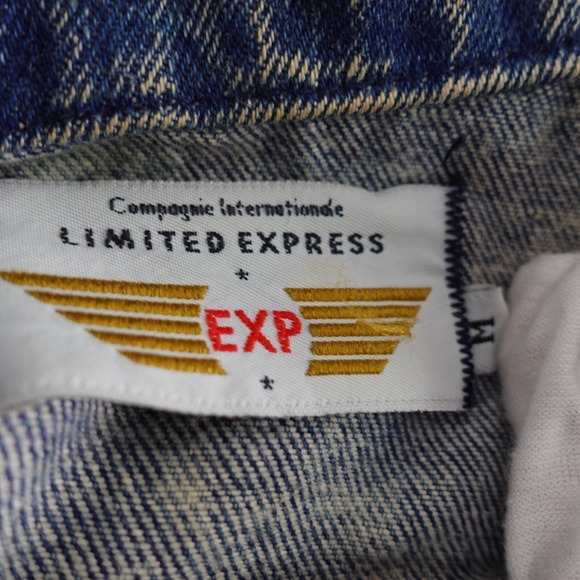 Compagnie Internationale
LIMITED EXPRESS
*
EXP
*
M